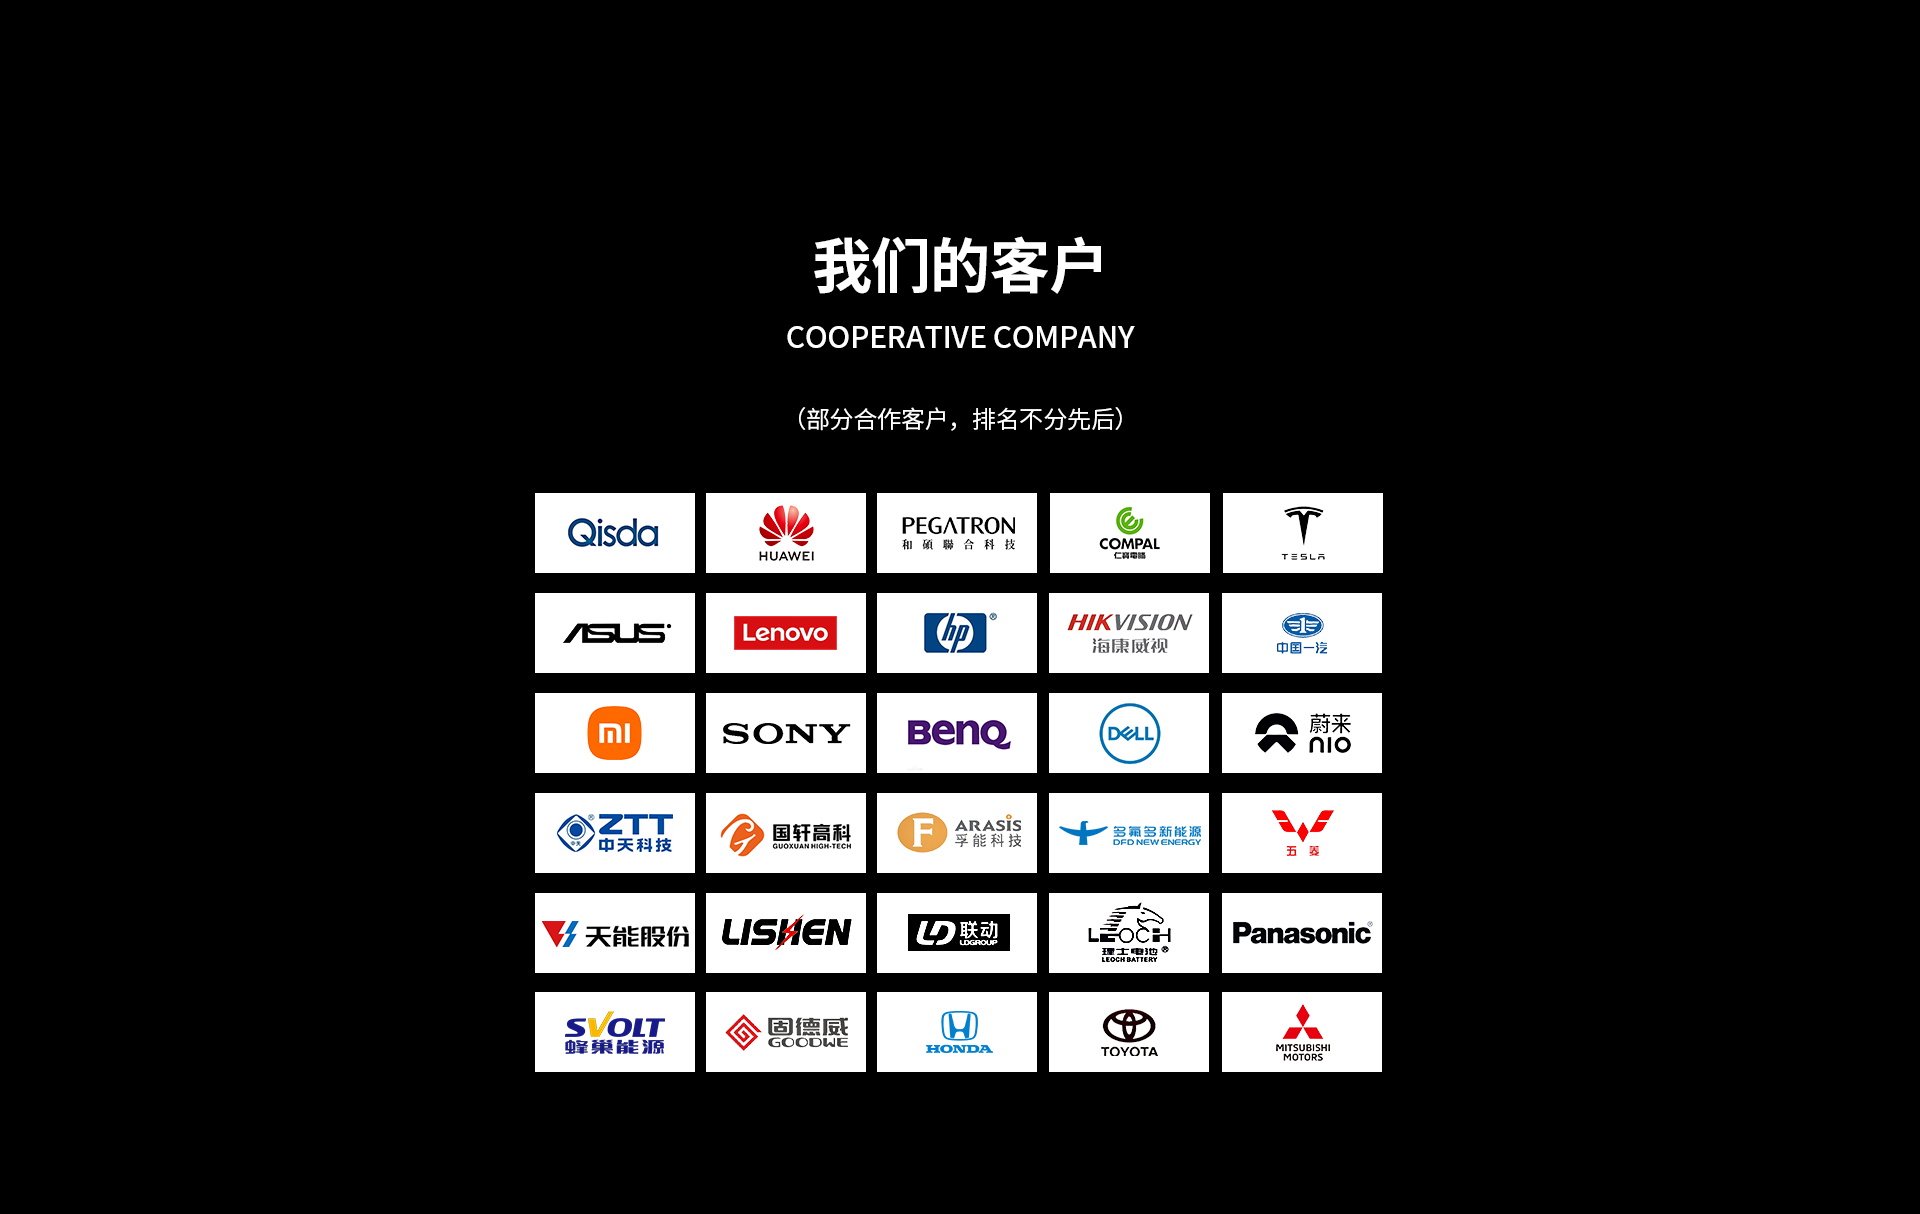 我们的客户
COOPERATIVE COMPANY
（部分合作客户，排名不分先后）
Qisda
HUAWEI
PEGATRON
和碩聯合科技
COMPAL
仁寶電腦
TESLA
ASUS
Lenovo
hp®
HIKVISION
海康威视
中国一汽
mi
SONY
BenQ
DELL
蔚来
NIO
ZTT®
中天科技
国轩高科
GUOXUAN HIGH-TECH
F
ARASIS
孚能科技
多氟多新能源
DFD NEW ENERGY
五菱
天能股份
LISHEN
LD 联动
LDGROUP
LEOCH
理士电池®
LEOCH BATTERY
Panasonic
SVOLT
蜂巢能源
固德威
GOODWE
HONDA
TOYOTA
MITSUBISHI
MOTORS